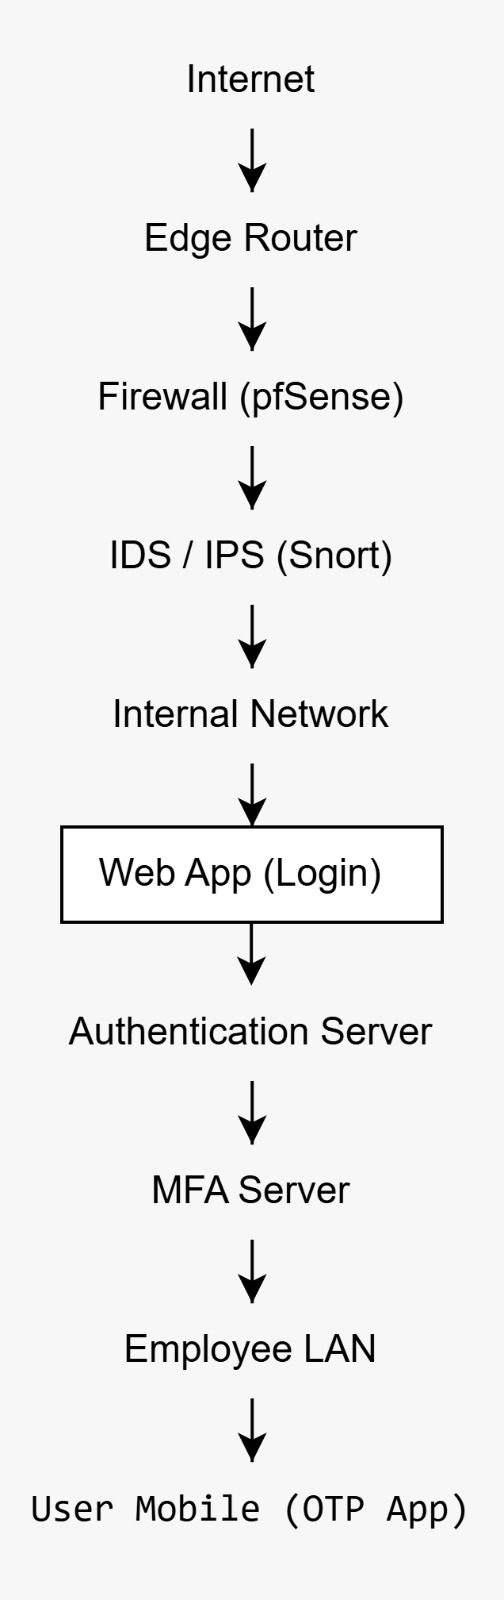 Internet
Edge Router
Firewall (pfSense)
IDS / IPS (Snort)
Internal Network
Web App (Login)
Authentication Server
MFA Server
Employee LAN
User Mobile (OTP App)